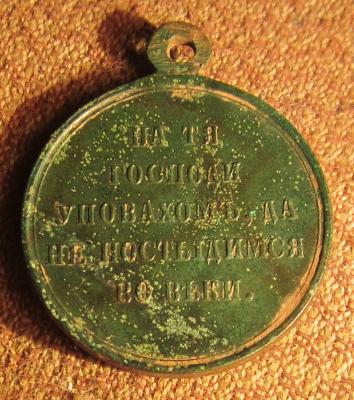 НА ТЯ
ГОСПОДИ
УПОВАХОМЪ, ДА
НЕ ПОСТЫДИМСЯ
ВО ВѢКИ.